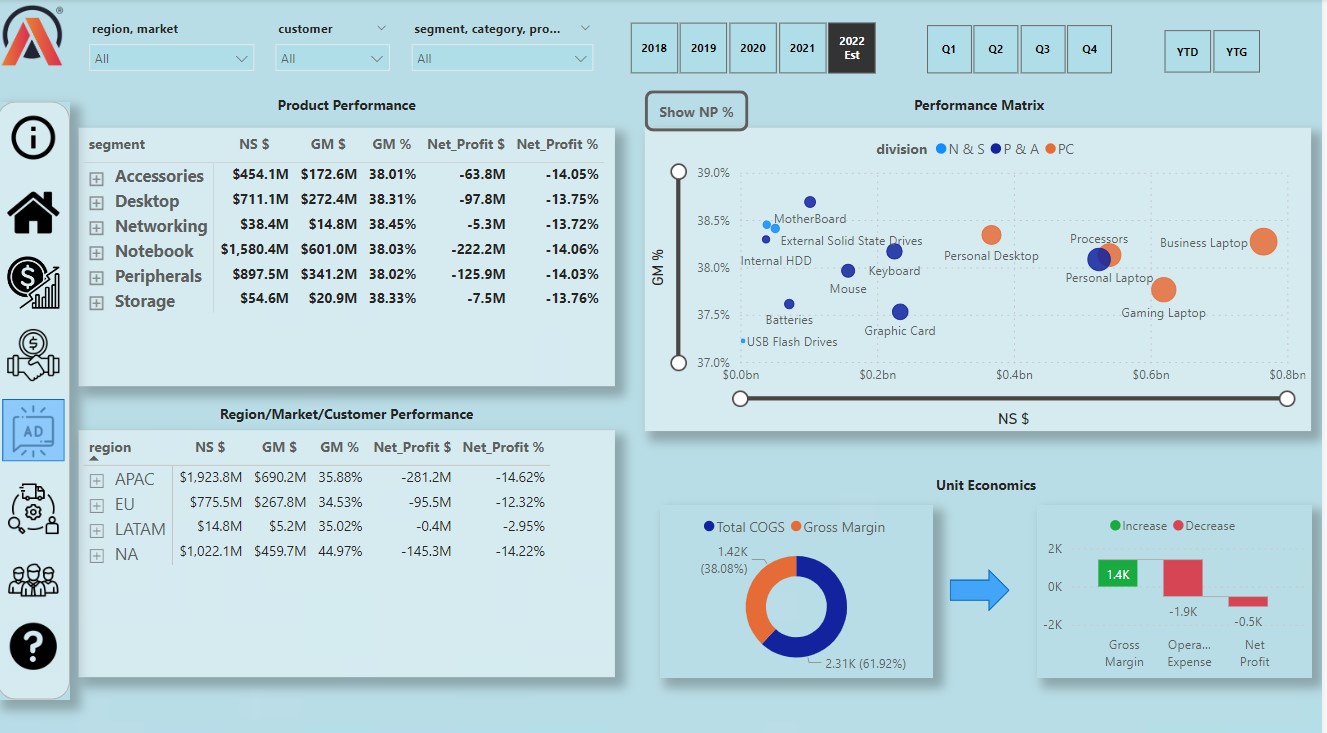 region, market
customer
segment, category, pro...
All
All
All
2018
2019
2020
2021
2022
Est
Q1
Q2
Q3
Q4
YTD
YTG
Product Performance
segment NS $ GM $ GM % Net_Profit $ Net_Profit %
Accessories $454.1M $172.6M 38.01% -63.8M -14.05%
Desktop $711.1M $272.4M 38.31% -97.8M -13.75%
Networking $38.4M $14.8M 38.45% -5.3M -13.72%
Notebook $1,580.4M $601.0M 38.03% -222.2M -14.06%
Peripherals $897.5M $341.2M 38.02% -125.9M -14.03%
Storage $54.6M $20.9M 38.33% -7.5M -13.76%
Show NP %
Performance Matrix
division N & S P & A PC
GM %
39.0%
38.5%
38.0%
37.5%
37.0%
MotherBoard
External Solid State Drives
Internal HDD
Keyboard
Mouse
Batteries
Graphic Card
USB Flash Drives
Personal Desktop
Processors
Personal Laptop
Business Laptop
Gaming Laptop
$0.0bn $0.2bn $0.4bn $0.6bn $0.8bn
NS $
AD
Region/Market/Customer Performance
region NS $ GM $ GM % Net_Profit $ Net_Profit %
APAC $1,923.8M $690.2M 35.88% -281.2M -14.62%
EU $775.5M $267.8M 34.53% -95.5M -12.32%
LATAM $14.8M $5.2M 35.02% -0.4M -2.95%
NA $1,022.1M $459.7M 44.97% -145.3M -14.22%
Unit Economics
Total COGS Gross Margin
1.42K
(38.08%)
2.31K (61.92%)
Increase Decrease
2K
0K
-2K
1.4K
-1.9K
-0.5K
Gross
Margin
Opera...
Expense
Net
Profit